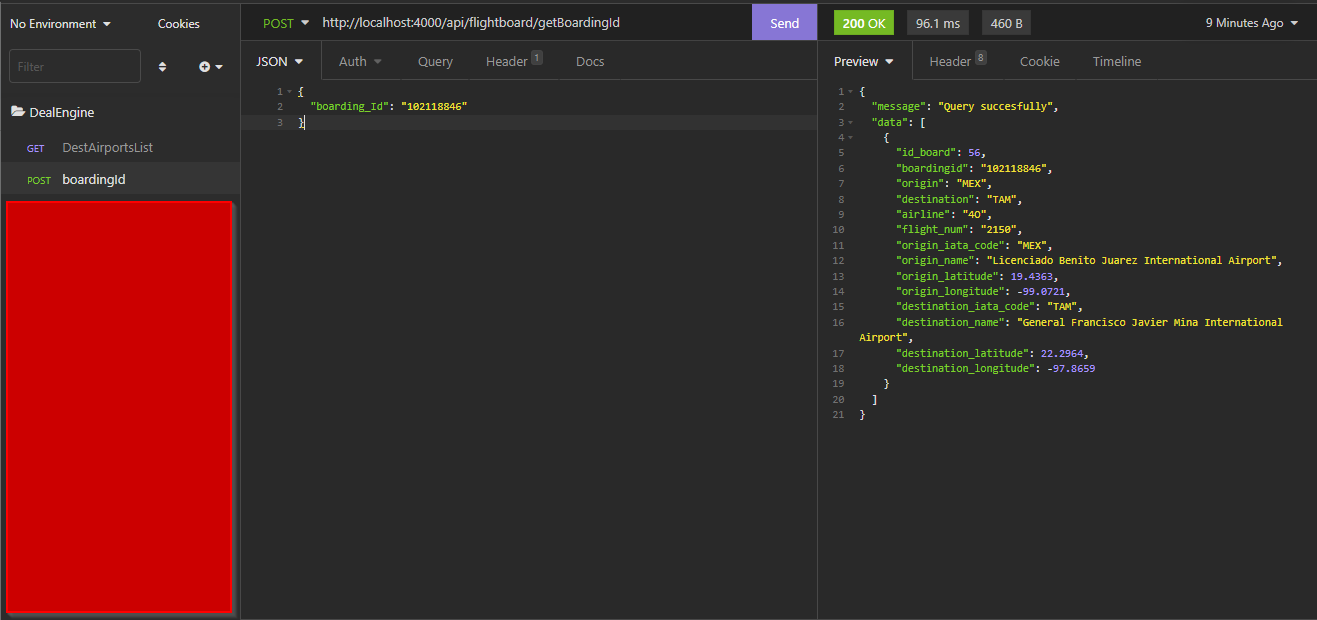 No Environment
Cookies
Filter
DealEngine
GET DestAirportsList
POST boardingId
POST http://localhost:4000/api/flightboard/getBoardingId Send
JSON Auth Query Header 1 Docs
1 {
2 "boarding_Id": "102118846"
3 }
200 OK 96.1 ms 460 B 9 Minutes Ago
Preview Header 8 Cookie Timeline
1 {
2 "message": "Query succesfully",
3 "data": [
4 {
5 "id_board": 56,
6 "boardingid": "102118846",
7 "origin": "MEX",
8 "destination": "TAM",
9 "airline": "4O",
10 "flight_num": "2150",
11 "origin_iata_code": "MEX",
12 "origin_name": "Licenciado Benito Juarez International Airport",
13 "origin_latitude": 19.4363,
14 "origin_longitude": -99.0721,
15 "destination_iata_code": "TAM",
16 "destination_name": "General Francisco Javier Mina International
Airport",
17 "destination_latitude": 22.2964,
18 "destination_longitude": -97.8659
19 }
20 ]
21 }